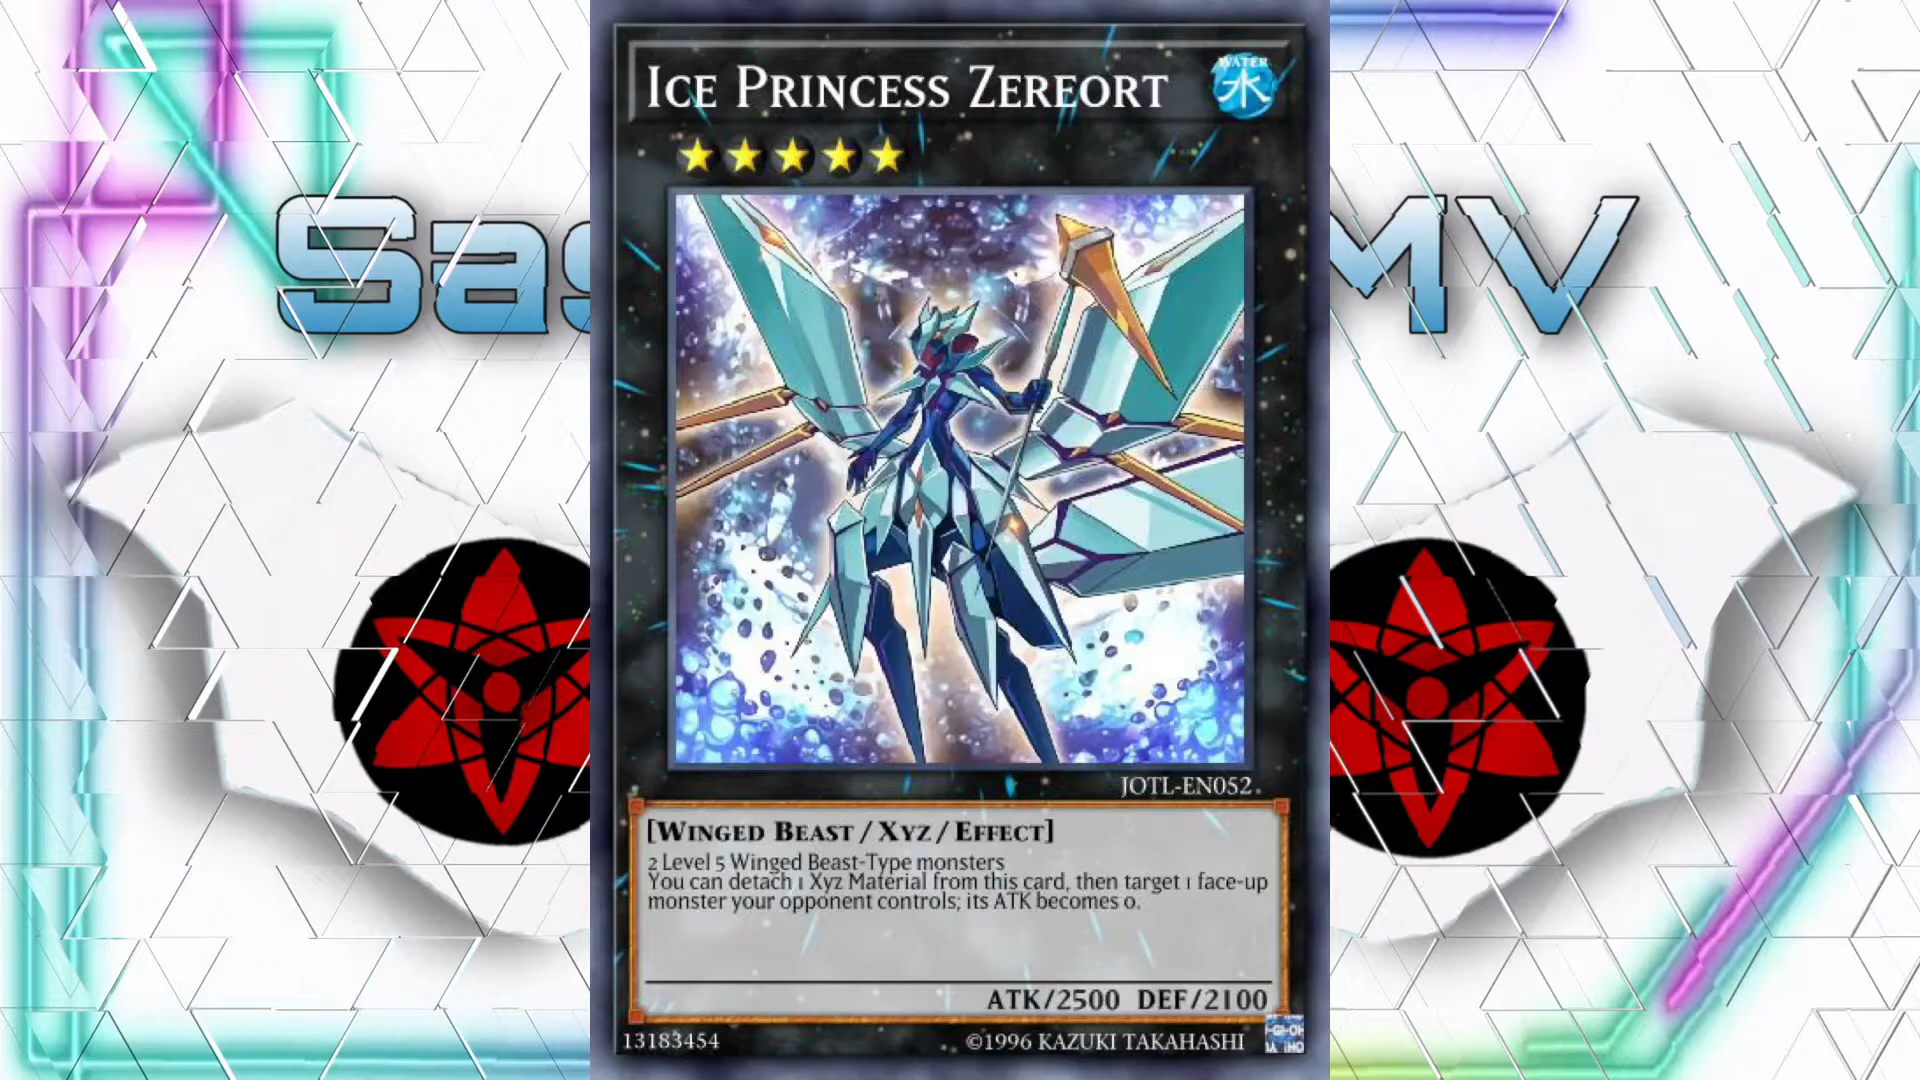 Sas
MV
ICE PRINCESS ZEREORT
WATER
水
JOTL-EN052
[WINGED BEAST/XYZ/EFFECT]
2 Level 5 Winged Beast-Type monsters
You can detach 1 Xyz Material from this card, then target 1 face-up
monster your opponent controls; its ATK becomes 0.
ATK/2500 DEF/2100
13183454
©1996 KAZUKI TAKAHASHI